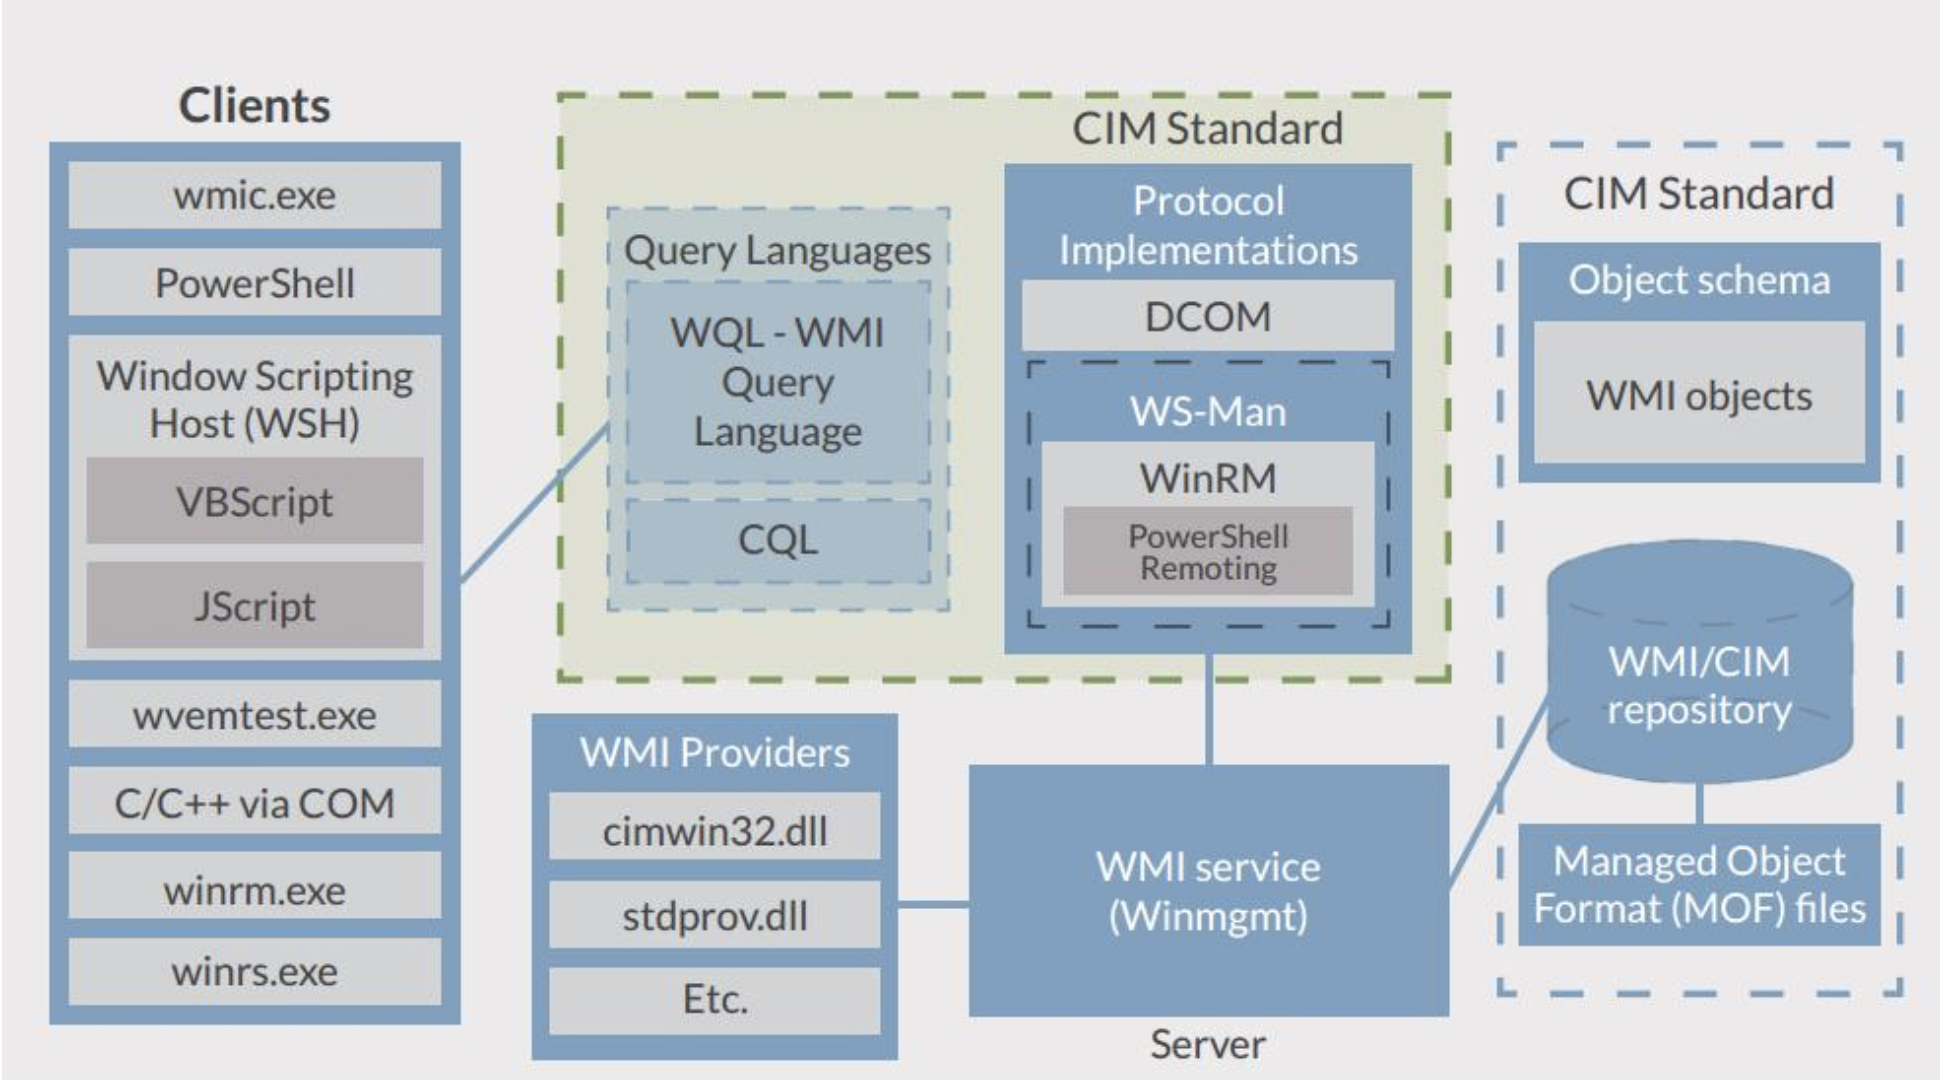 Clients
wmic.exe
PowerShell
Window Scripting
Host (WSH)
VBScript
JScript
wvemtest.exe
C/C++ via COM
winrm.exe
winrs.exe
CIM Standard
Query Languages
WQL - WMI
Query
Language
CQL
Protocol
Implementations
DCOM
WS-Man
WinRM
PowerShell
Remoting
WMI Providers
cimwin32.dll
stdprov.dll
Etc.
WMI service
(Winmgmt)
Server
CIM Standard
Object schema
WMI objects
WMI/CIM
repository
Managed Object
Format (MOF) files